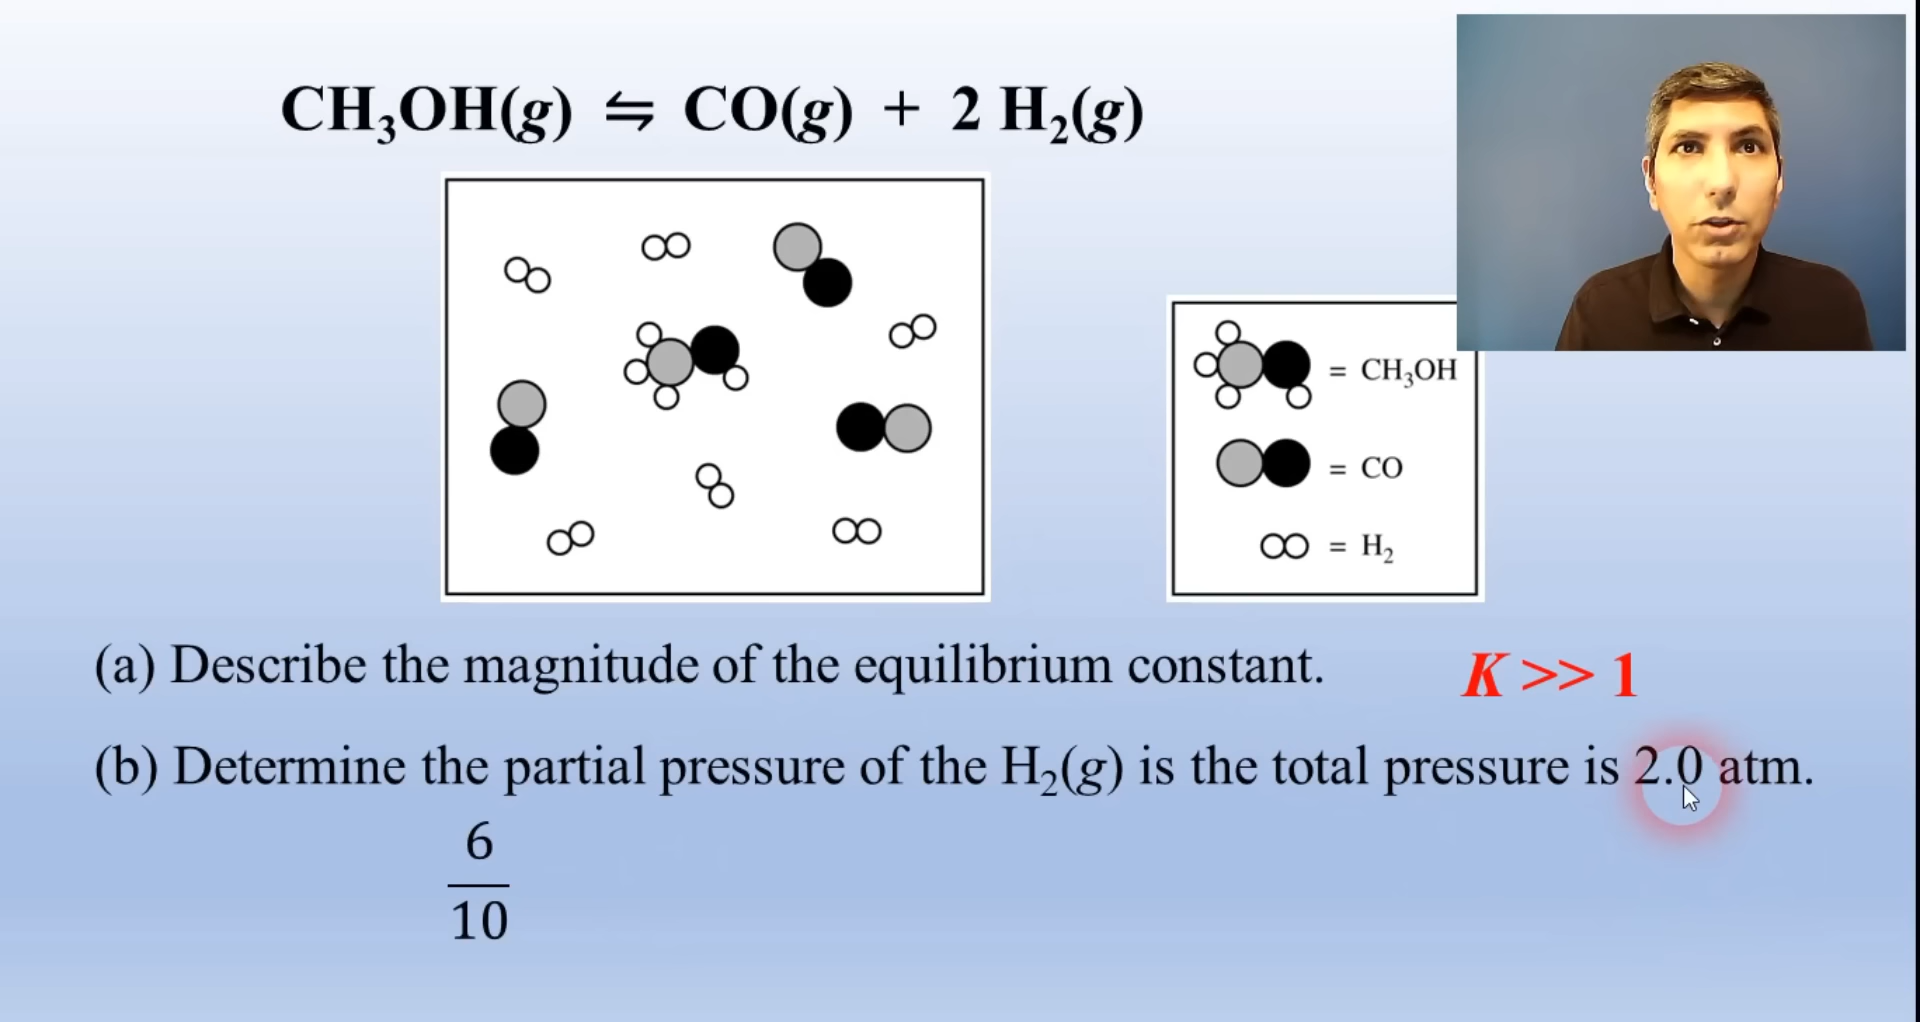 CH₃OH(g) ⇋ CO(g) + 2 H₂(g)
= CH₃OH
= CO
= H₂
(a) Describe the magnitude of the equilibrium constant. K >> 1
(b) Determine the partial pressure of the H₂(g) is the total pressure is 2.0 atm.
6
10